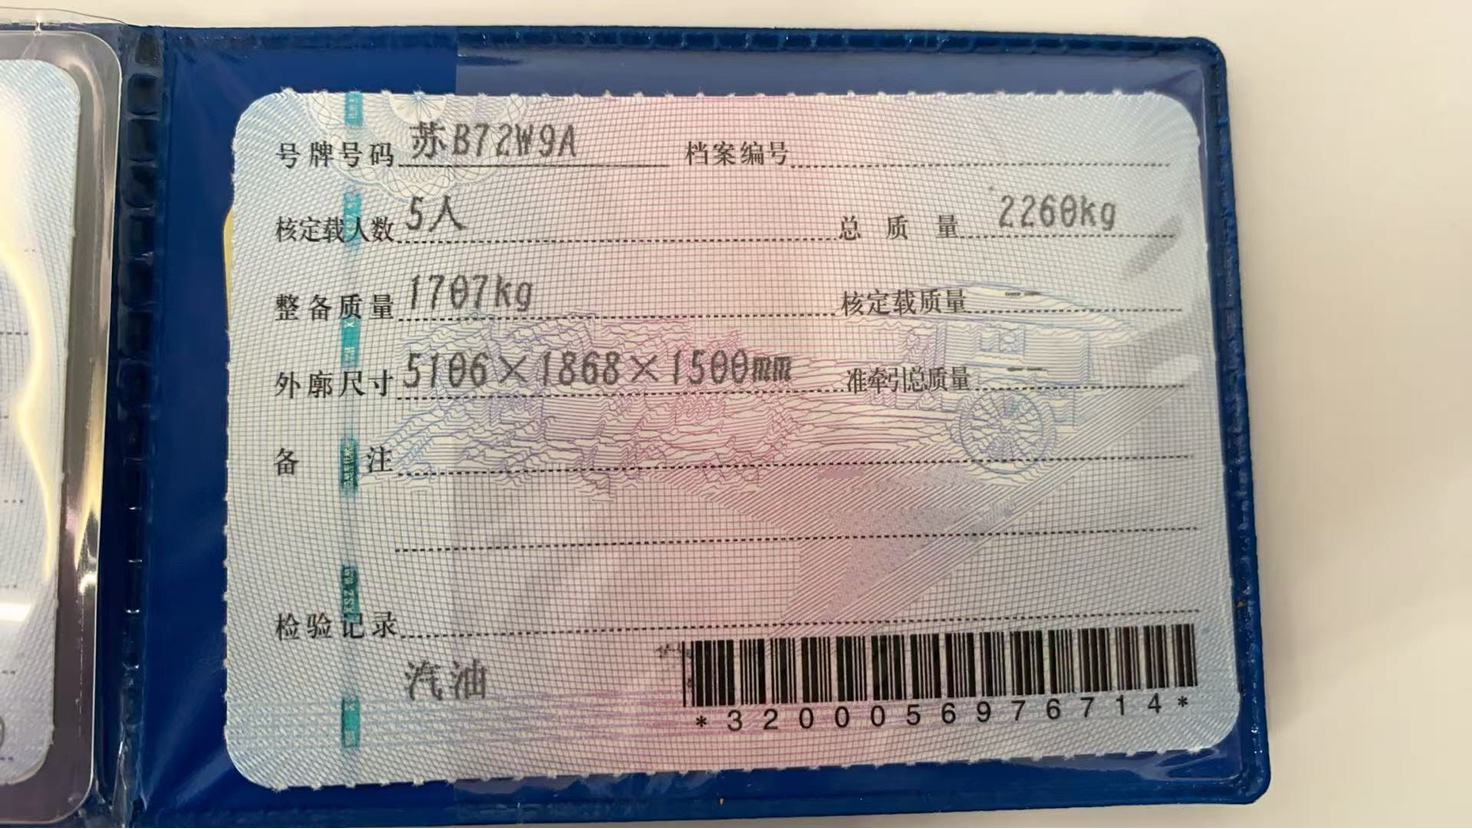 号牌号码 苏B72W9A 档案编号
核定载人数 5人 总质量 2260kg
整备质量 1707kg 核定载质量 --
外廓尺寸 5106×1868×1500mm 准牵引总质量 --
备注
检验记录
汽油
*3200056976714*